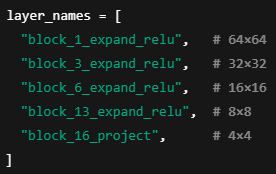 layer_names = [
"block_1_expand_relu",   # 64×64
"block_3_expand_relu",   # 32×32
"block_6_expand_relu",   # 16×16
"block_13_expand_relu",  # 8×8
"block_16_project",      # 4×4
]